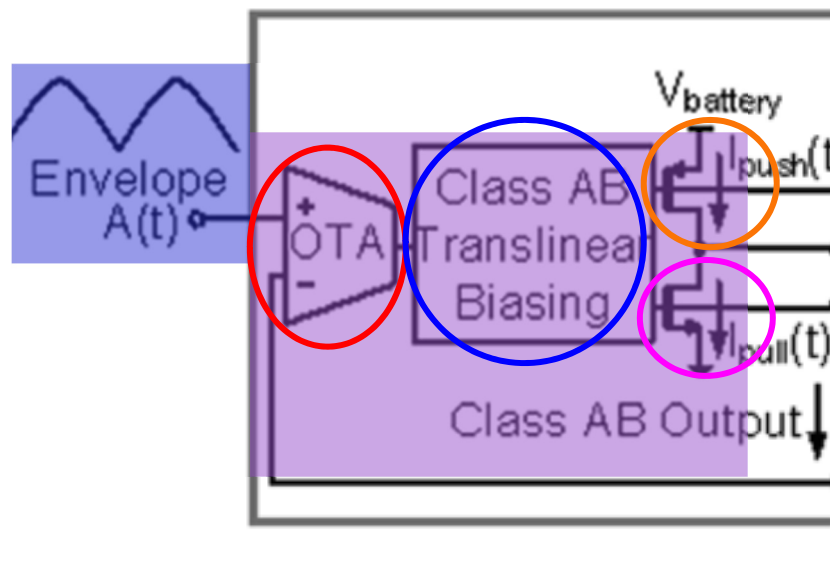 Vbattery
Ipush(t
Envelope
A(t)
+
OTA
-
Class AB
Translinear
Biasing
Ipull(t)
Class AB Output